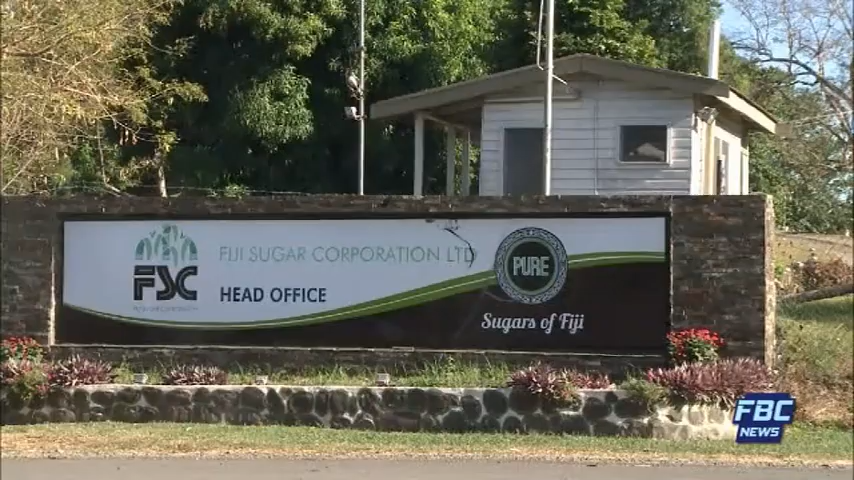 FIJI SUGAR CORPORATION LTD
FSC
HEAD OFFICE
PURE
Sugars of Fiji
FBC
NEWS